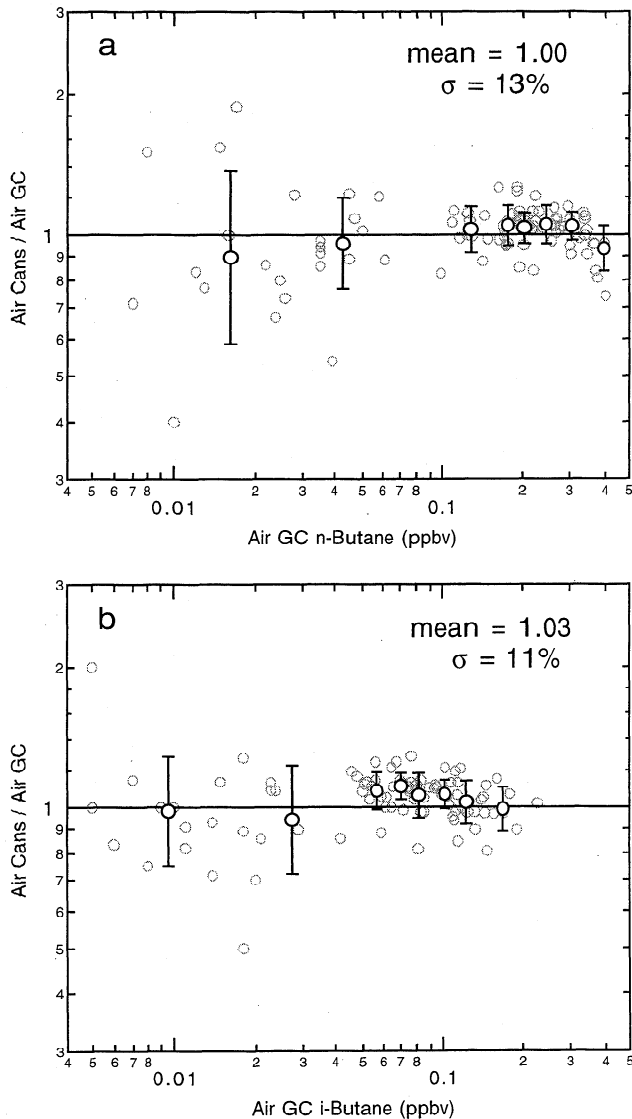 3
a
mean = 1.00
σ = 13%
2
Air Cans / Air GC
1
9
8
7
6
5
4
3
4 5 6 7 8 2 3 4 5 6 7 8 2 3 4 5
0.01 0.1
Air GC n-Butane (ppbv)
3
b
mean = 1.03
σ = 11%
2
Air Cans / Air GC
1
9
8
7
6
5
4
3
4 5 6 7 8 2 3 4 5 6 7 8 2 3 4 5
0.01 0.1
Air GC i-Butane (ppbv)